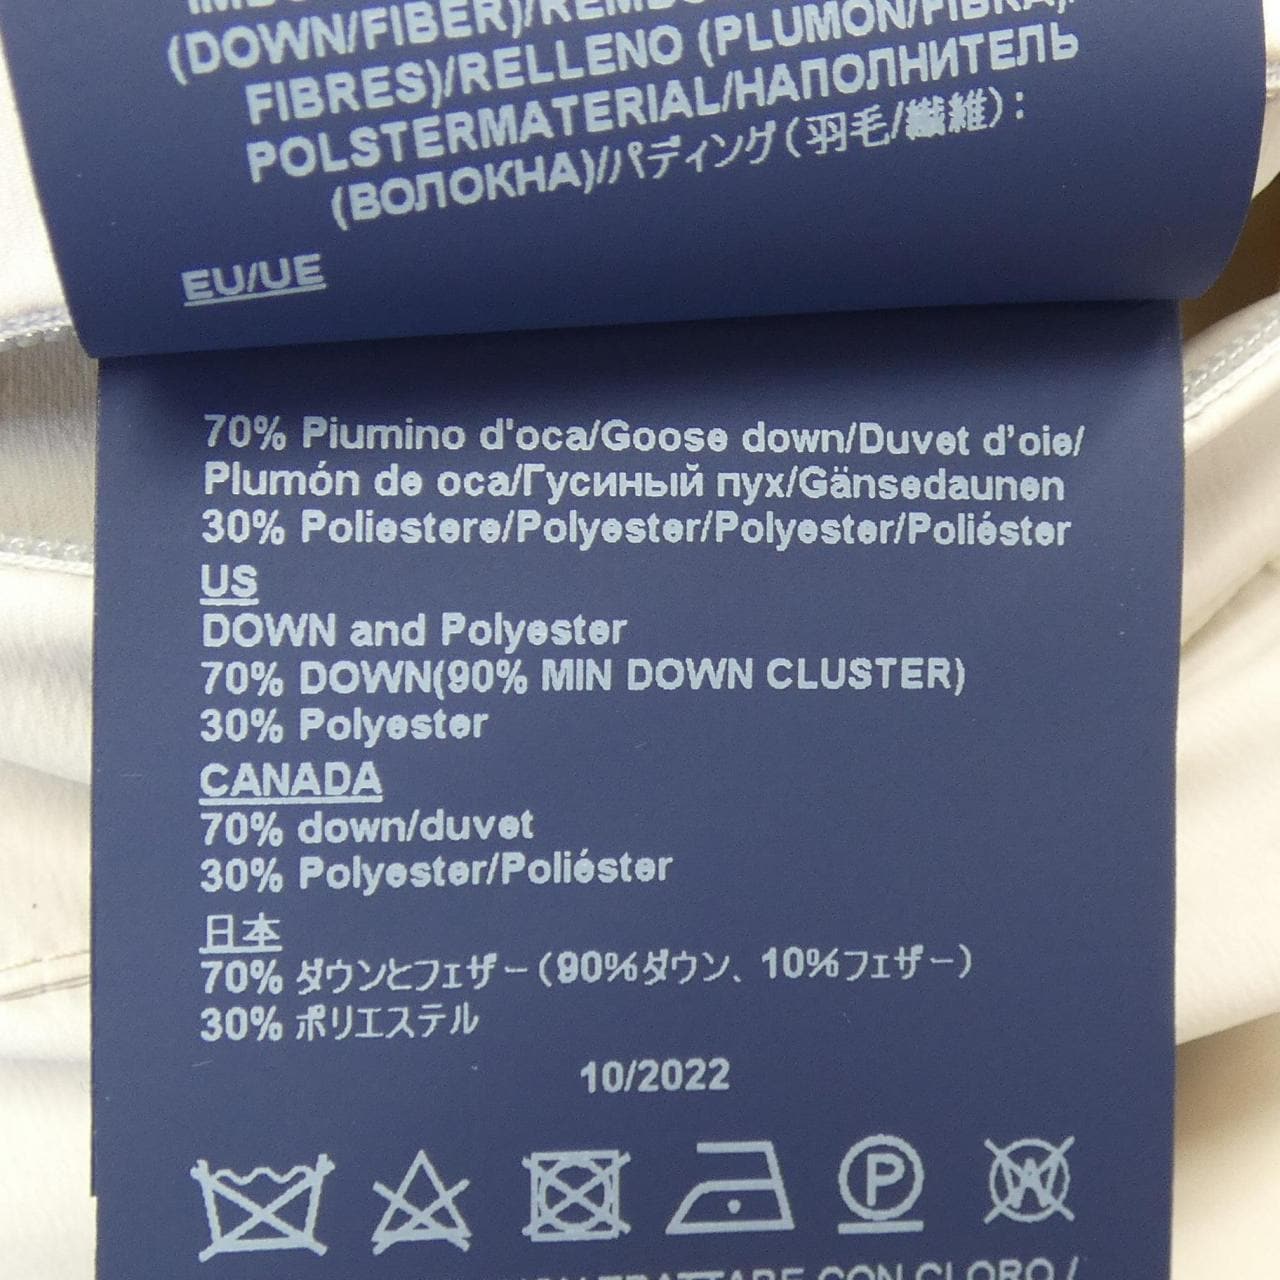 (DOWN/FIBER)/
FIBRES)/RELLENO (PLUMÓN/FIBRA):
POLSTERMATERIAL/НАПОЛНИТЕЛЬ
(ВОЛОКНА)/パディング(羽毛/繊維):
EU/UE
70% Piumino d'oca/Goose down/Duvet d’oie/
Plumón de oca/Гусиный пух/Gänsedaunen
30% Poliestere/Polyester/Polyester/Poliéster
US
DOWN and Polyester
70% DOWN(90% MIN DOWN CLUSTER)
30% Polyester
CANADA
70% down/duvet
30% Polyester/Poliéster
日本
70% ダウンとフェザー(90%ダウン、10%フェザー)
30% ポリエステル
10/2022
P
W
TRATTARE CON CLORO /